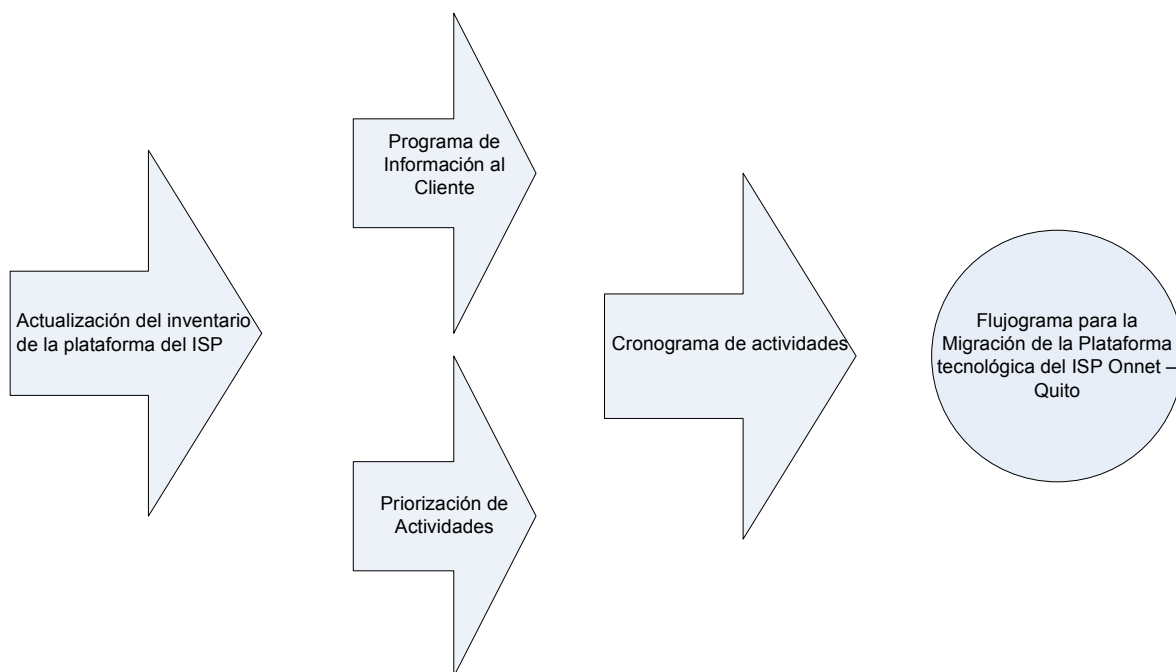 Actualización del inventario
de la plataforma del ISP
Programa de
Información al
Cliente
Priorización de
Actividades
Cronograma de actividades
Flujograma para la
Migración de la Plataforma
tecnológica del ISP Onnet –
Quito